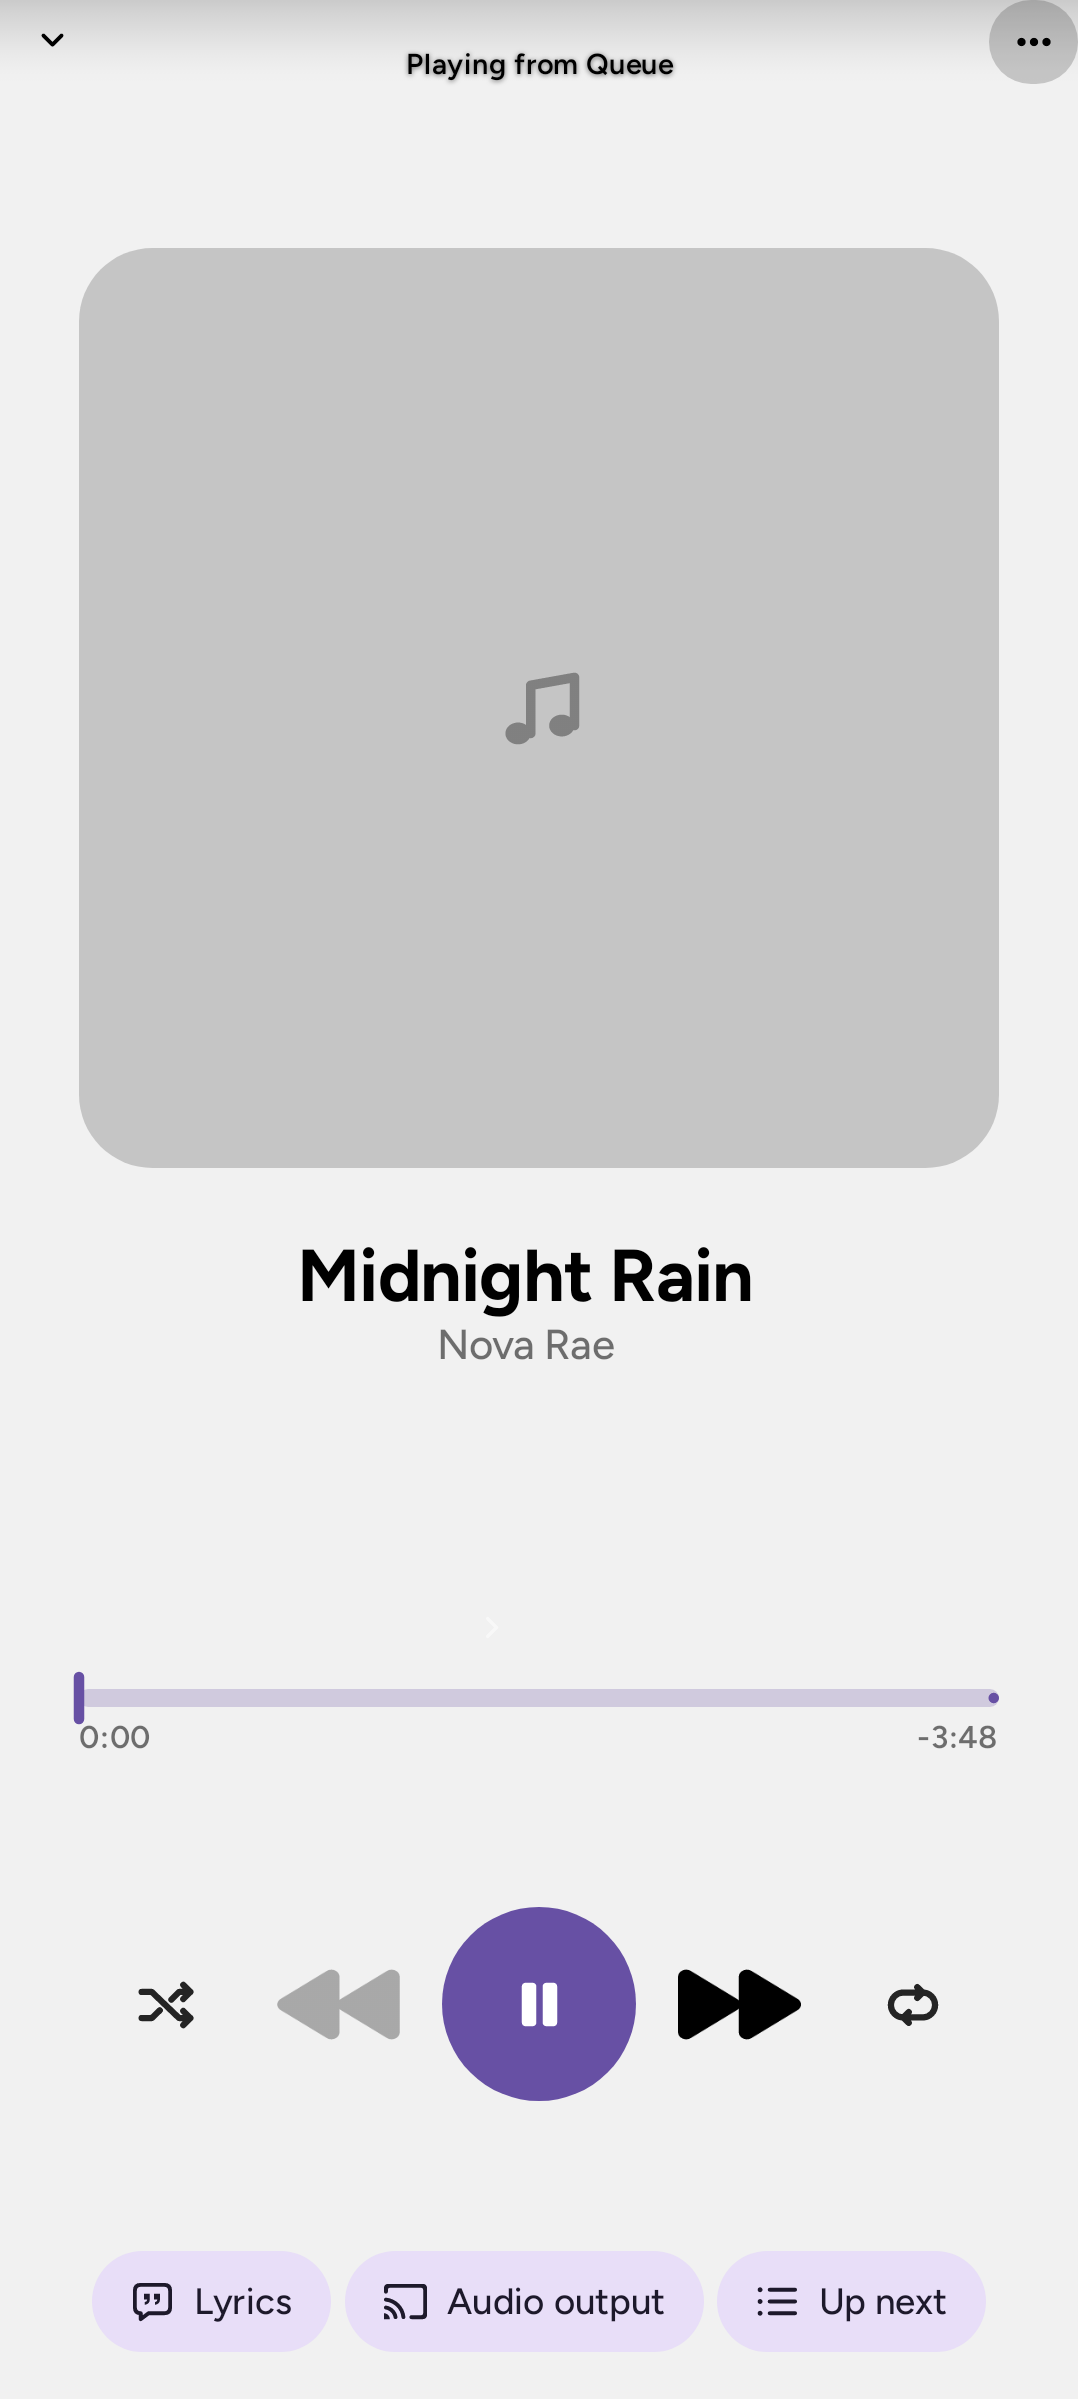 Playing from Queue
Midnight Rain
Nova Rae
0:00
-3:48
Lyrics
Audio output
Up next